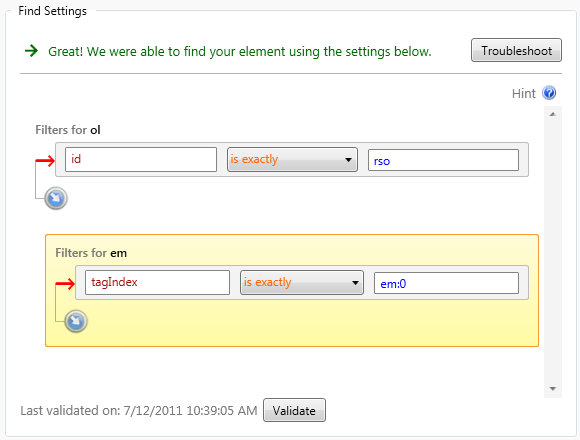 Find Settings
Great! We were able to find your element using the settings below.
Troubleshoot
Hint
Filters for ol
id is exactly rso
Filters for em
tagIndex is exactly em:0
Last validated on: 7/12/2011 10:39:05 AM Validate